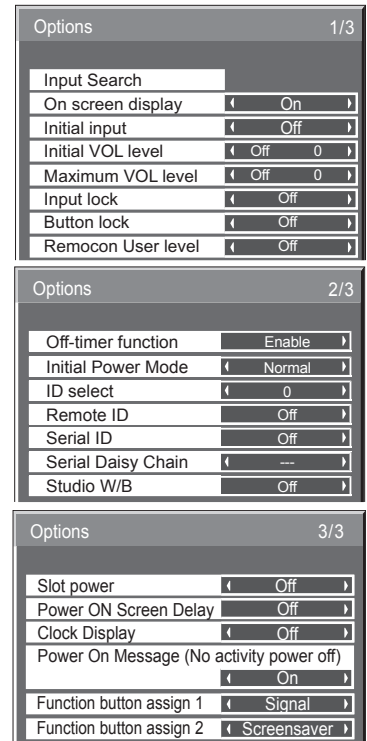 Options 1/3
Input Search
On screen display On
Initial input Off
Initial VOL level Off 0
Maximum VOL level Off 0
Input lock Off
Button lock Off
Remocon User level Off
Options 2/3
Off-timer function Enable
Initial Power Mode Normal
ID select 0
Remote ID Off
Serial ID Off
Serial Daisy Chain ---
Studio W/B Off
Options 3/3
Slot power Off
Power ON Screen Delay Off
Clock Display Off
Power On Message (No activity power off)
On
Function button assign 1 Signal
Function button assign 2 Screensaver